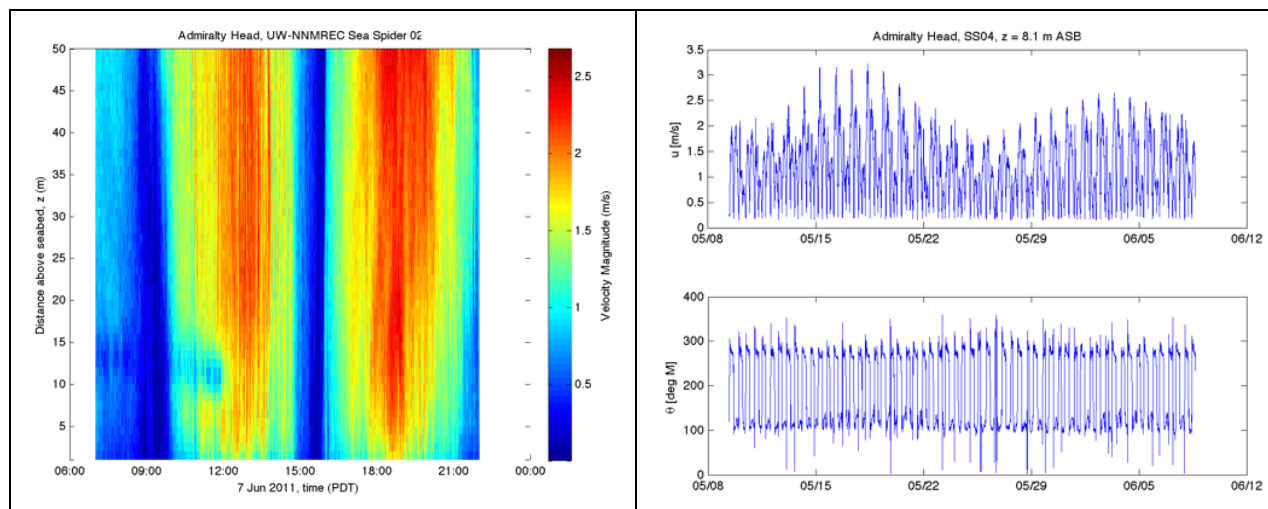 Admiralty Head, UW-NNMREC Sea Spider 02
50
45
40
35
30
25
20
15
10
5
Distance above seabed, z (m)
06:00 09:00 12:00 15:00 18:00 21:00 00:00
7 Jun 2011, time (PDT)
2.5
2
1.5
1
0.5
Velocity Magnitude (m/s)
Admiralty Head, SS04, z = 8.1 m ASB
3.5
3
2.5
2
1.5
1
0.5
0
u [m/s]
05/08 05/15 05/22 05/29 06/05 06/12
400
300
200
100
0
θ [deg M]
05/08 05/15 05/22 05/29 06/05 06/12